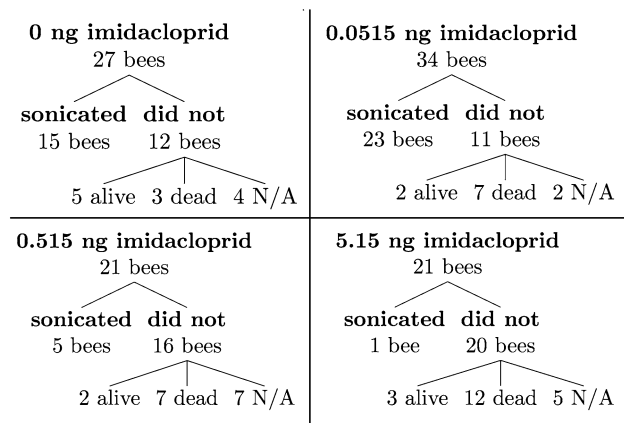 0 ng imidacloprid
27 bees
sonicated did not
15 bees 12 bees
5 alive 3 dead 4 N/A
0.0515 ng imidacloprid
34 bees
sonicated did not
23 bees 11 bees
2 alive 7 dead 2 N/A
0.515 ng imidacloprid
21 bees
sonicated did not
5 bees 16 bees
2 alive 7 dead 7 N/A
5.15 ng imidacloprid
21 bees
sonicated did not
1 bee 20 bees
3 alive 12 dead 5 N/A